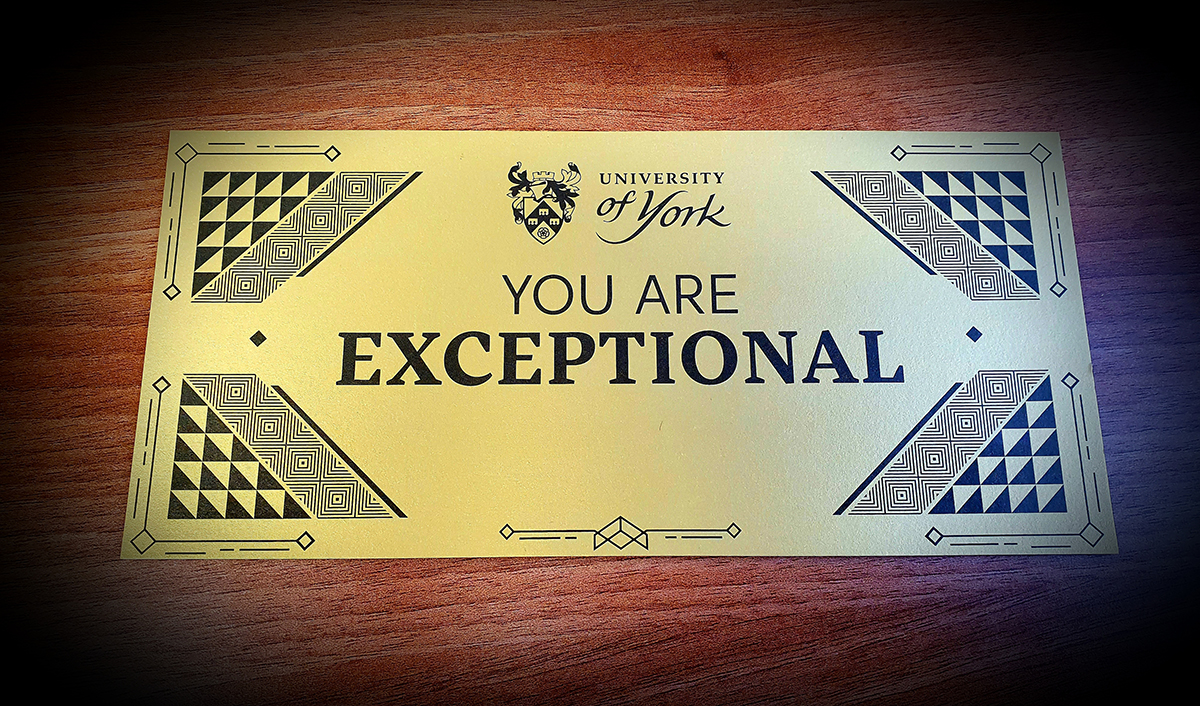 UNIVERSITY
of York
YOU ARE
EXCEPTIONAL